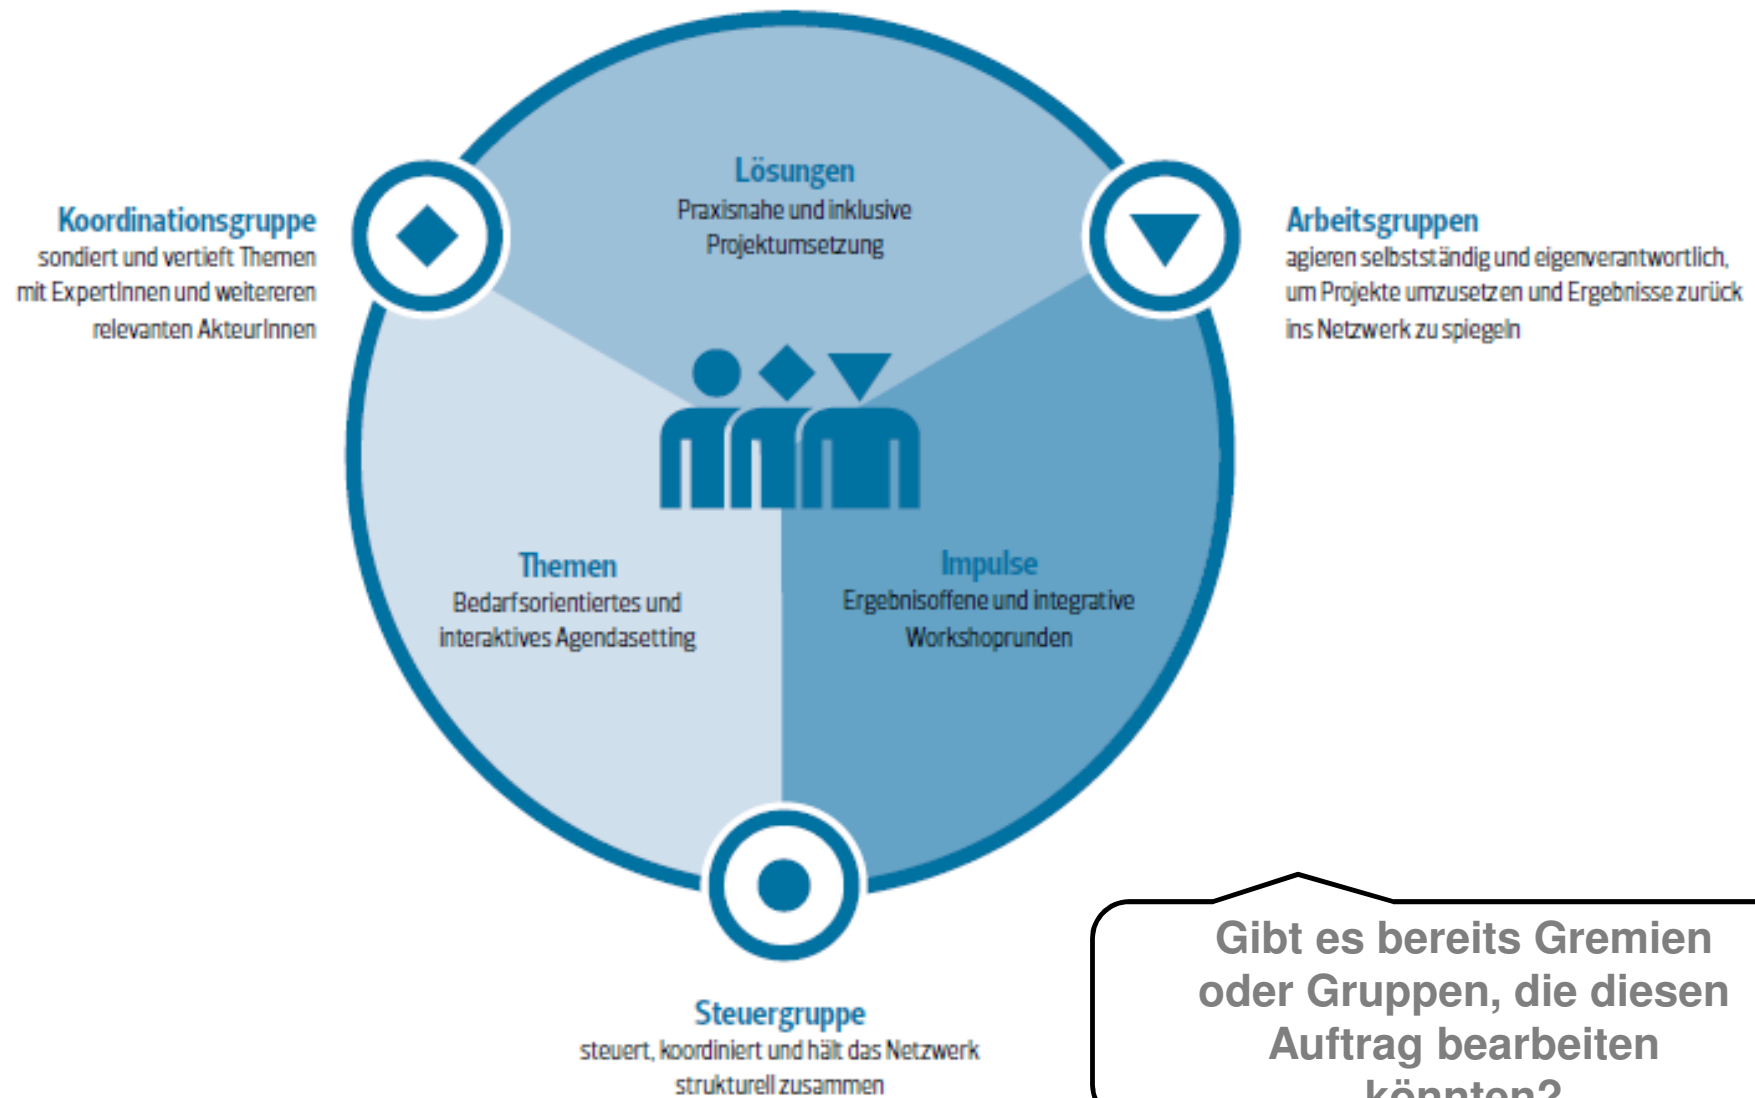 Lösungen
Praxisnahe und inklusive
Projektumsetzung
Koordinationsgruppe
sondiert und vertieft Themen
mit ExpertInnen und weitereren
relevanten AkteurInnen
Arbeitsgruppen
agieren selbstständig und eigenverantwortlich,
um Projekte umzusetzen und Ergebnisse zurück
ins Netzwerk zu spiegeln
Themen
Bedarfsorientiertes und
interaktives Agendasetting
Impulse
Ergebnisoffene und integrative
Workshoprunden
Steuergruppe
steuert, koordiniert und hält das Netzwerk
strukturell zusammen
Gibt es bereits Gremien
oder Gruppen, die diesen
Auftrag bearbeiten
könnten?